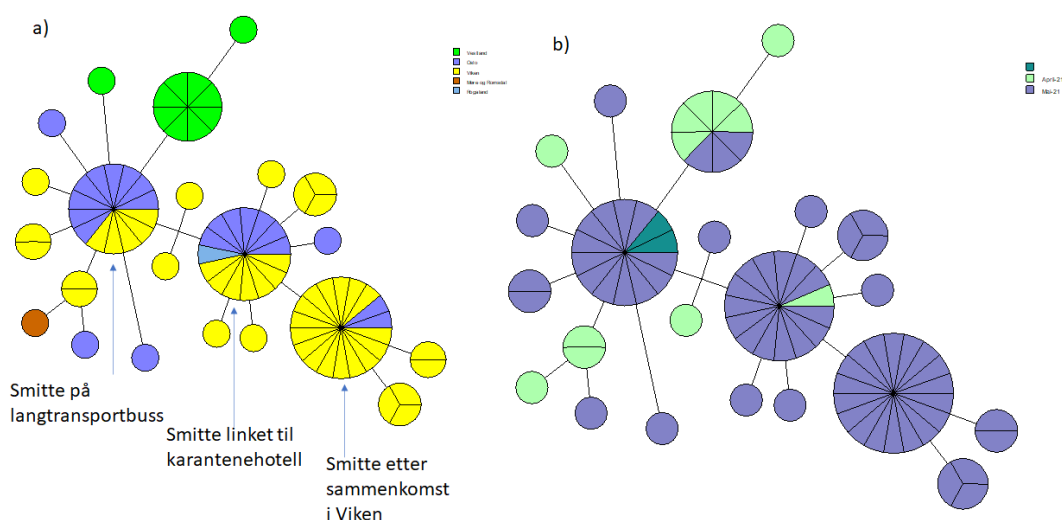 a)
Vestland
Oslo
Viken
Møre og Romsdal
Rogaland
b)
April-21
Mai-21
Smitte på
langtransportbuss
Smitte linket til
karantenehotell
Smitte etter
sammenkomst
i Viken